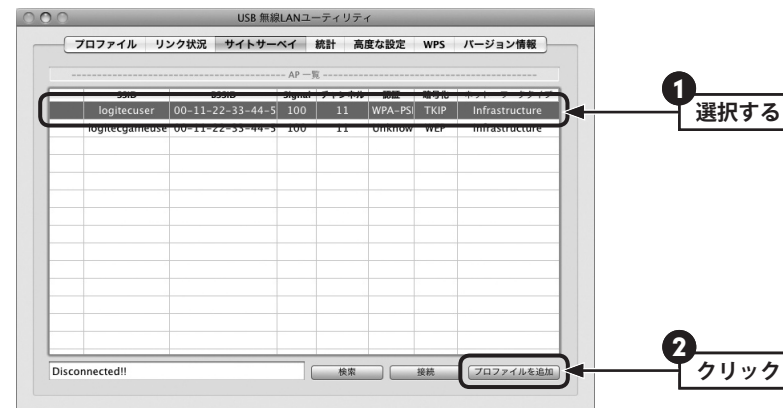 USB 無線LANユーティリティ
プロファイル リンク状況 サイトサーベイ 統計 高度な設定 WPS バージョン情報
AP 一覧
SSID BSSID Signal チャンネル 認証 暗号化 ネットワークタイプ
logitecuser 00-11-22-33-44-5 100 11 WPA-PSI TKIP Infrastructure
logitecgameuse 00-11-22-33-44-5 100 11 Unknow WEP Infrastructure
1
選択する
Disconnected!! 検索 接続 プロファイルを追加
2
クリック